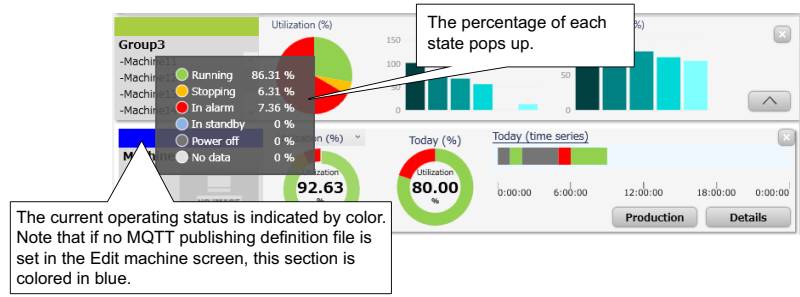 Utilization (%)
The percentage of each
state pops up.
%)
Group3
-Machine11
-Machine
-Machine
-Machine
150
100
50
0
50
0
Running 86.31 %
Stopping 6.31 %
In alarm 7.36 %
In standby 0 %
Power off 0 %
No data 0 %
(%)
Today (%)
Today (time series)
Utilization
92.63
%
Utilization
80.00
%
0:00:00 6:00:00 12:00:00 18:00:00 0:00:00
Production Details
The current operating status is indicated by color.
Note that if no MQTT publishing definition file is
set in the Edit machine screen, this section is
colored in blue.